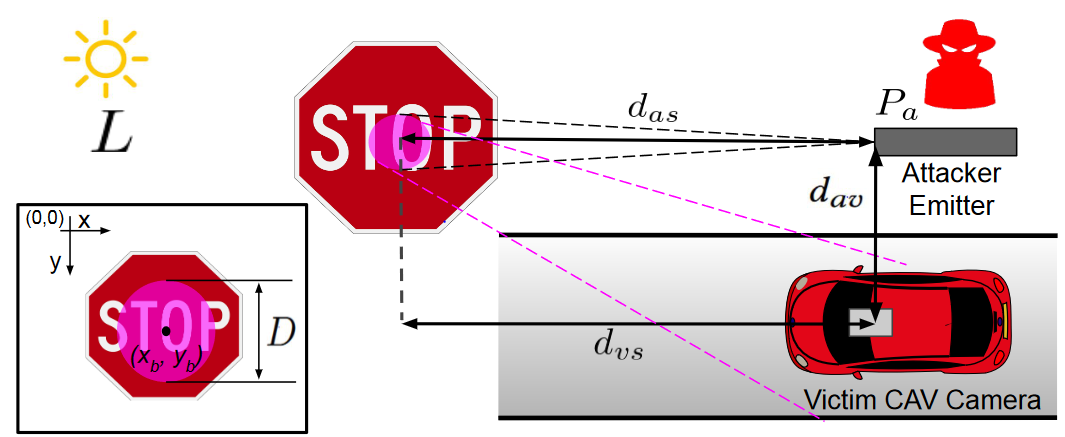 L
STOP
d_{as}
P_a
Attacker
Emitter
d_{av}
(0,0)
x
y
STOP
(x_b, y_b)
D
d_{vs}
Victim CAV Camera